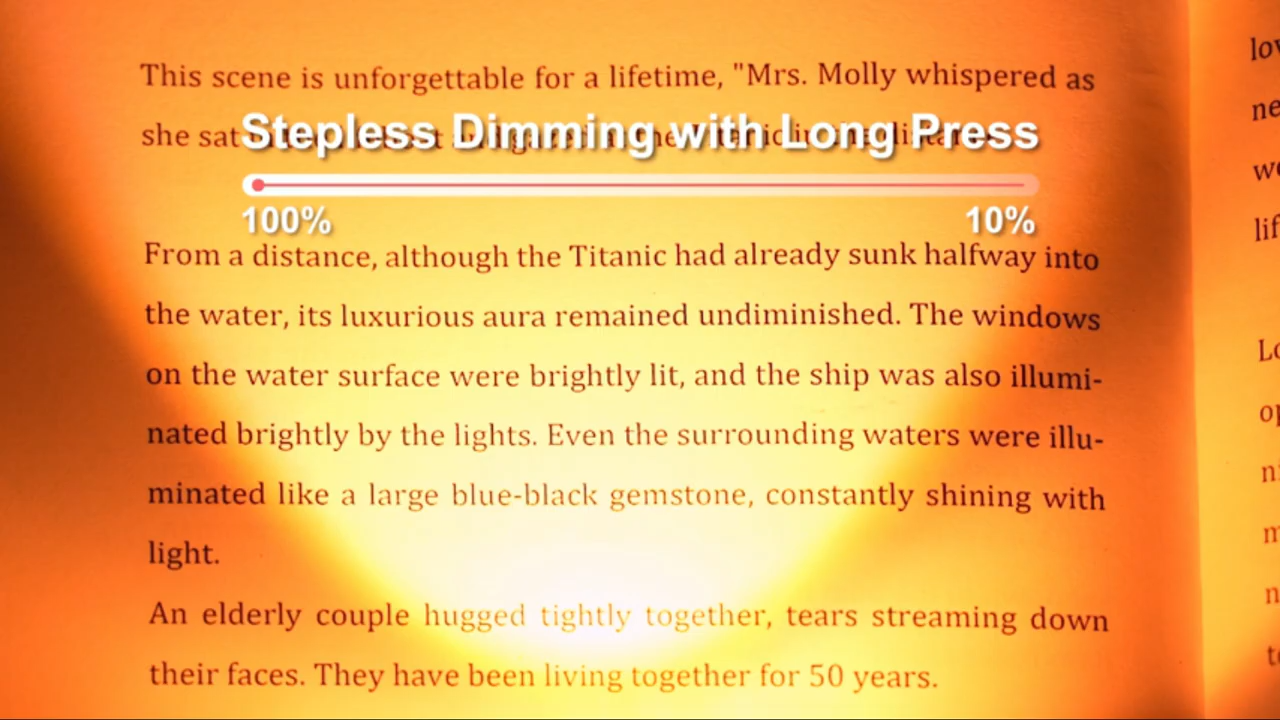 This scene is unforgettable for a lifetime, "Mrs. Molly whispered as
she sat
Stepless Dimming with Long Press
100% 10%
From a distance, although the Titanic had already sunk halfway into
the water, its luxurious aura remained undiminished. The windows
on the water surface were brightly lit, and the ship was also illumi-
nated brightly by the lights. Even the surrounding waters were illu-
minated like a large blue-black gemstone, constantly shining with
light.
An elderly couple hugged tightly together, tears streaming down
their faces. They have been living together for 50 years.